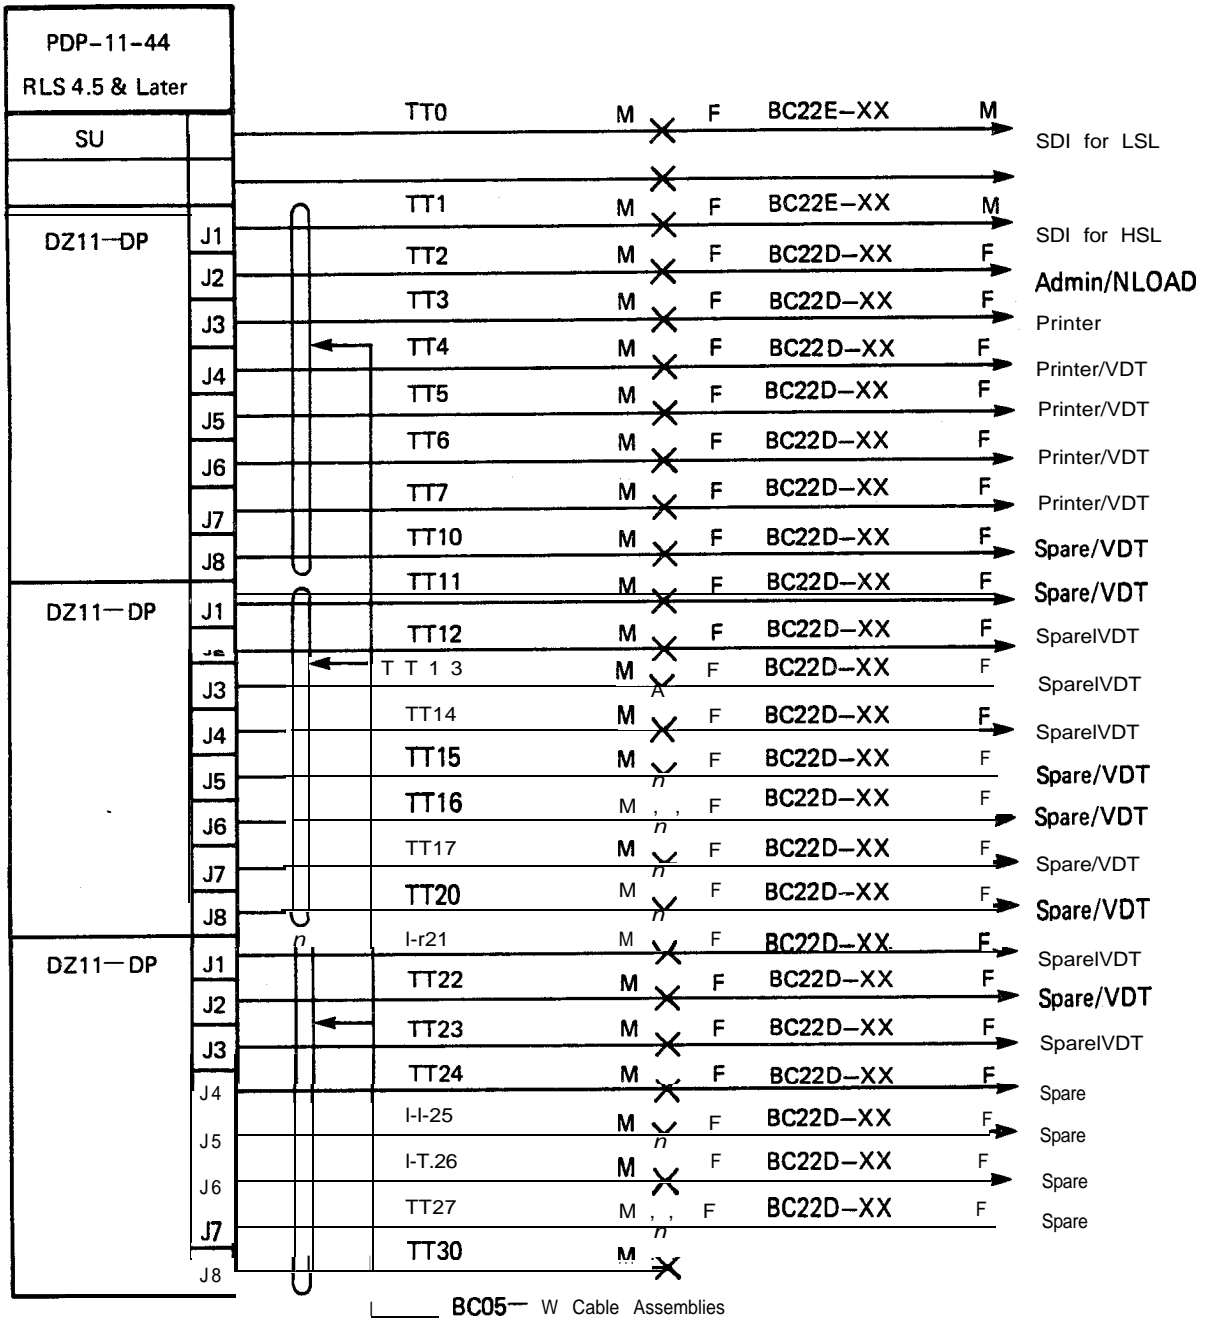 PDP-11-44
RLS 4.5 & Later
SU
TT0 M F BC22E-XX M SDI for LSL
DZ11-DP
J1 TT1 M F BC22E-XX M SDI for HSL
J2 TT2 M F BC22D-XX F Admin/NLOAD
J3 TT3 M F BC22D-XX F Printer
J4 TT4 M F BC22D-XX F Printer/VDT
J5 TT5 M F BC22D-XX F Printer/VDT
J6 TT6 M F BC22D-XX F Printer/VDT
J7 TT7 M F BC22D-XX F Printer/VDT
J8 TT10 M F BC22D-XX F Spare/VDT
DZ11-DP
J1 TT11 M F BC22D-XX F Spare/VDT
TT12 M F BC22D-XX F SpareIVDT
J3 T T 1 3 M F BC22D-XX F SpareIVDT
J4 TT14 M F BC22D-XX F SpareIVDT
J5 TT15 M F BC22D-XX F Spare/VDT
J6 TT16 M , , F BC22D-XX F Spare/VDT
J7 TT17 M F BC22D-XX F Spare/VDT
J8 TT20 M F BC22D-XX F Spare/VDT
DZ11-DP
J1 I-r21 M F BC22D-XX F SpareIVDT
J2 TT22 M F BC22D-XX F Spare/VDT
J3 TT23 M F BC22D-XX F SpareIVDT
J4 TT24 M F BC22D-XX F Spare
J5 I-I-25 M F BC22D-XX F Spare
J6 I-T.26 M F BC22D-XX F Spare
J7 TT27 M , , F BC22D-XX F Spare
J8 TT30 M
BC05- W Cable Assemblies